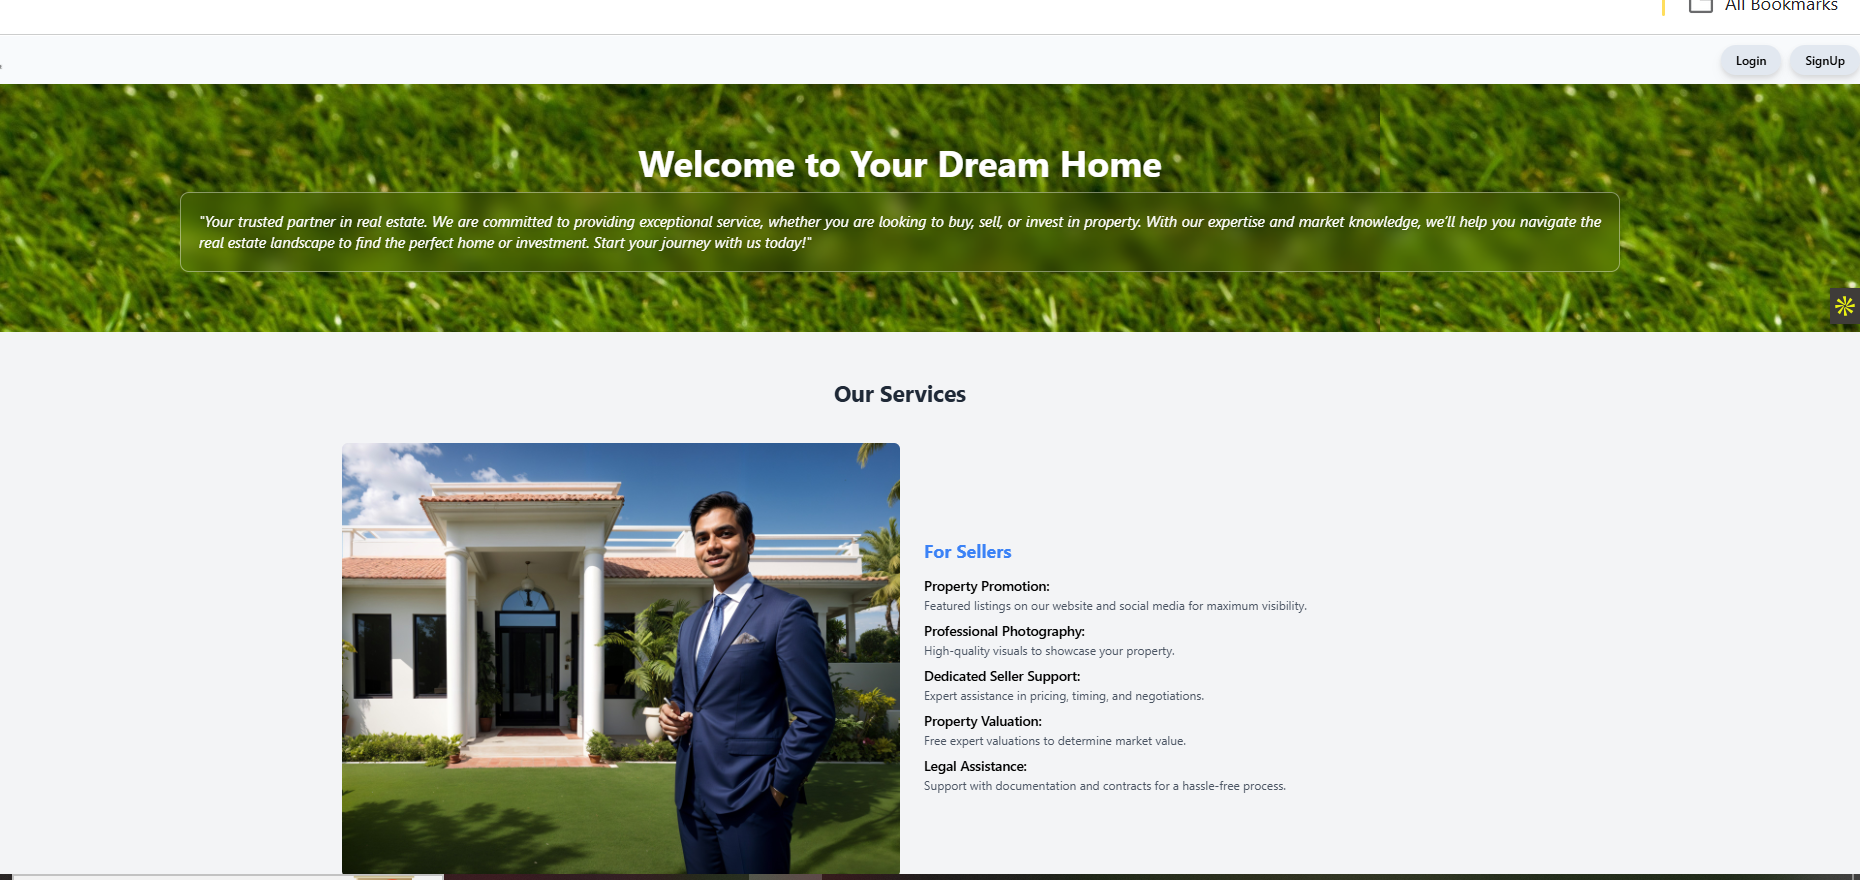 All Bookmarks
Login
SignUp
Welcome to Your Dream Home
"Your trusted partner in real estate. We are committed to providing exceptional service, whether you are looking to buy, sell, or invest in property. With our expertise and market knowledge, we'll help you navigate the
real estate landscape to find the perfect home or investment. Start your journey with us today!"
Our Services
For Sellers
Property Promotion:
Featured listings on our website and social media for maximum visibility.
Professional Photography:
High-quality visuals to showcase your property.
Dedicated Seller Support:
Expert assistance in pricing, timing, and negotiations.
Property Valuation:
Free expert valuations to determine market value.
Legal Assistance:
Support with documentation and contracts for a hassle-free process.